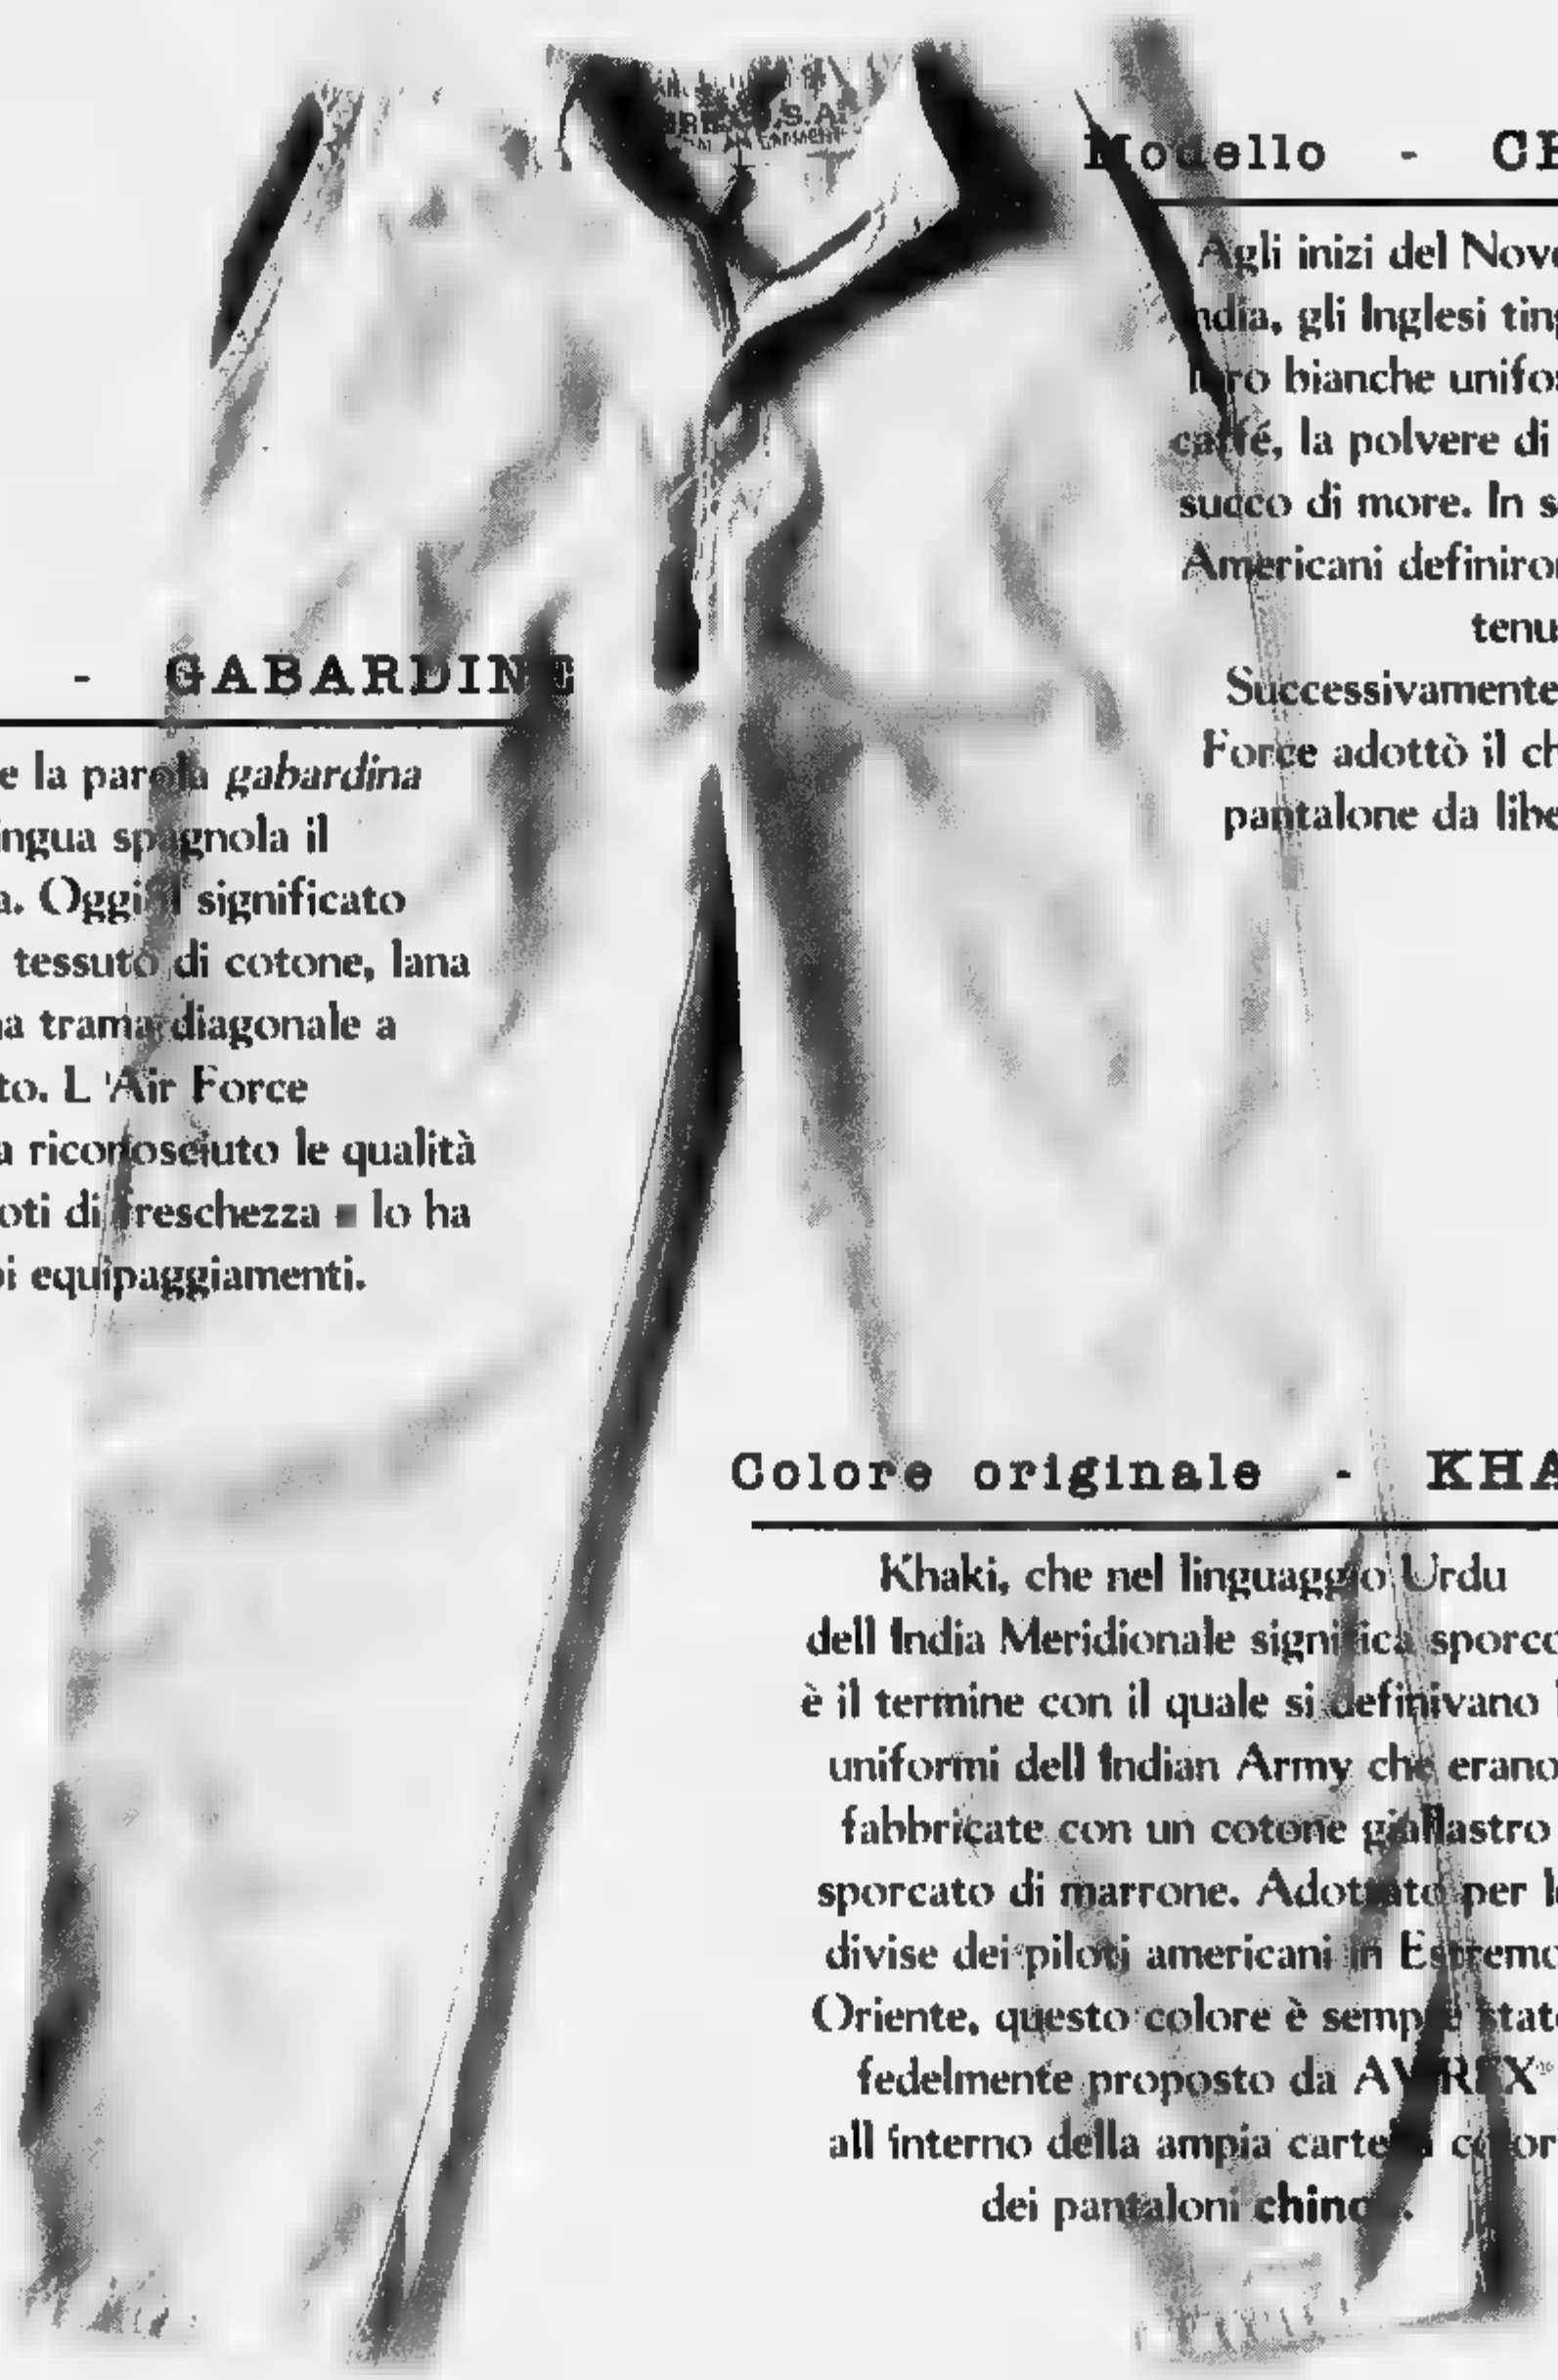 Modello - CH
Agli inizi del Nove
ndia, gli Inglesi ting
loro bianche unifor
caffé, la polvere di
succo di more. In s
Americani definiron
tenu
Successivamente
Force adottò il ch
pantalone da libe
- GABARDINE
e la parola gabardina
ingua spagnola il
a. Oggi il significato
tessuto di cotone, lana
na trama diagonale a
to. L 'Air Force
a riconosciuto le qualità
oti di freschezza lo ha
oi equipaggiamenti.
Colore originale - KHA
Khaki, che nel linguaggio Urdu
dell India Meridionale significa sporco
è il termine con il quale si definivano l
uniformi dell Indian Army che erano
fabbricate con un cotone giallastro
sporcato di marrone. Adottato per l
divise dei piloti americani in Estremo
Oriente, questo colore è sempre stato
fedelmente proposto da AVIREX
all interno della ampia cartella color
dei pantaloni chinos.